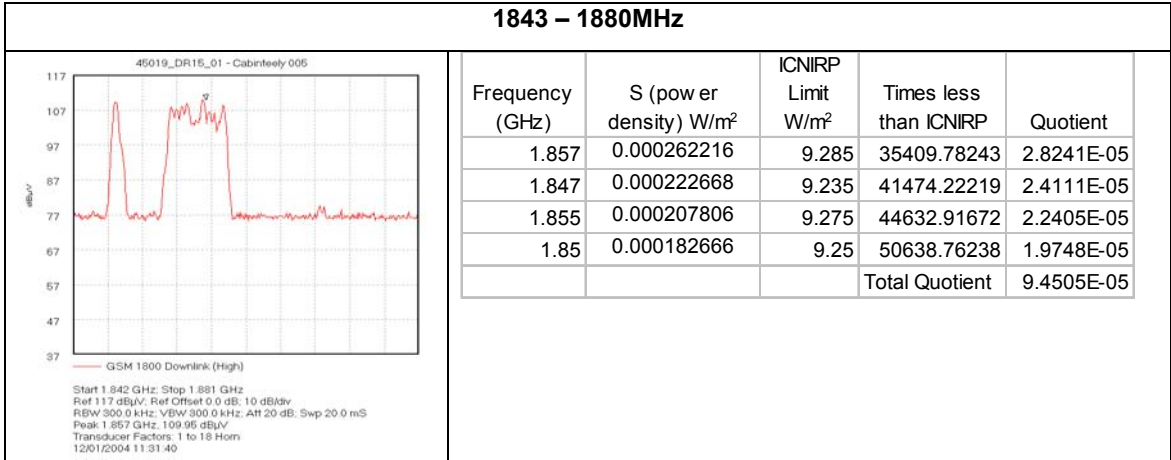 1843 – 1880MHz
45019_DR15_01 - Cabinteely 005
117
107
97
87
77
67
57
47
37
dBµV
GSM 1800 Downlink (High)
Start 1.842 GHz; Stop 1.881 GHz
Ref 117 dBµV; Ref Offset 0.0 dB; 10 dB/div
RBW 300.0 kHz; VBW 300.0 kHz; Att 20 dB; Swp 20.0 mS
Peak 1.857 GHz, 109.95 dBµV
Transducer Factors: 1 to 18 Horn
12/01/2004 11:31:40
Frequency (GHz) S (pow er density) W/m² ICNIRP Limit W/m² Times less than ICNIRP Quotient
1.857 0.000262216 9.285 35409.78243 2.8241E-05
1.847 0.000222668 9.235 41474.22219 2.4111E-05
1.855 0.000207806 9.275 44632.91672 2.2405E-05
1.85 0.000182666 9.25 50638.76238 1.9748E-05
Total Quotient 9.4505E-05